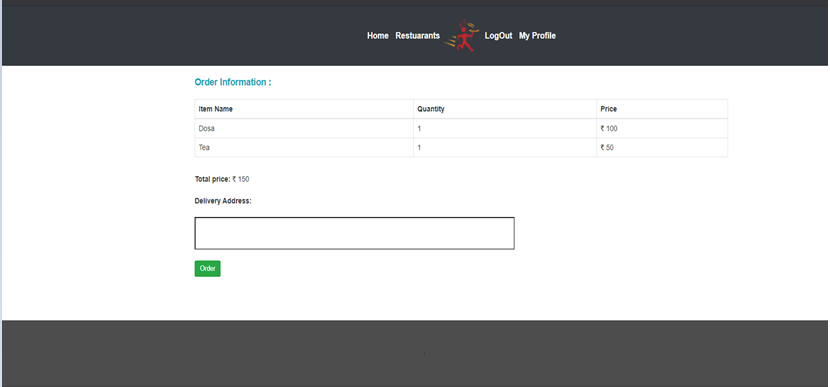 Home Restuarants LogOut My Profile
Order Information :
Item Name Quantity Price
Dosa 1 ₹ 100
Tea 1 ₹ 50
Total price: ₹ 150
Delivery Address:
Order